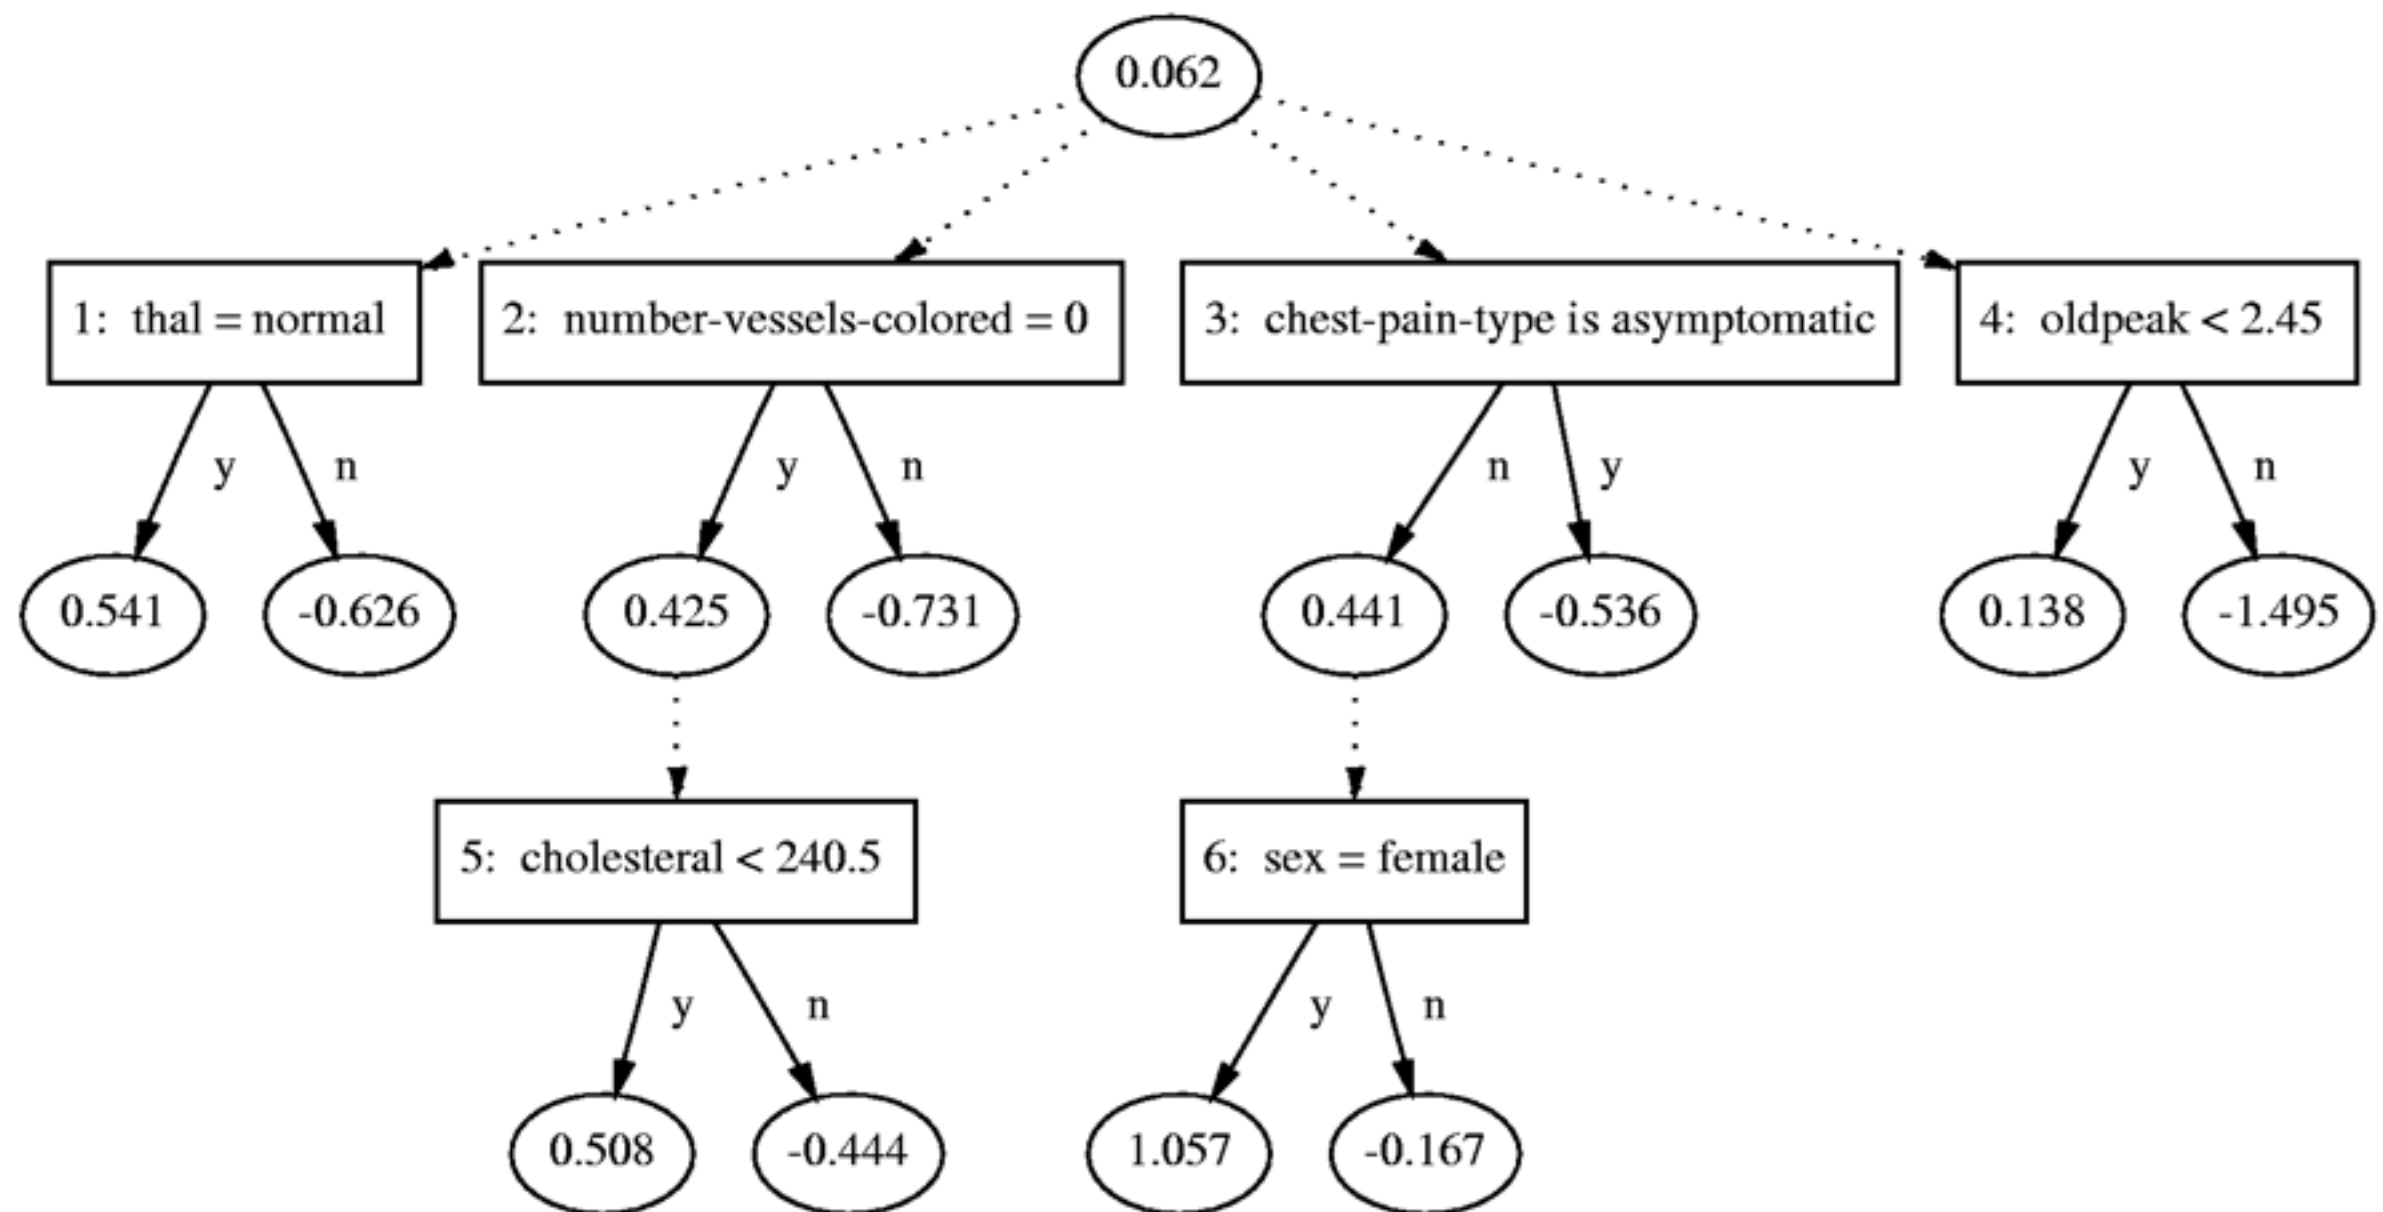 0.062
1: thal = normal
2: number-vessels-colored = 0
3: chest-pain-type is asymptomatic
4: oldpeak < 2.45
y
n
y
n
n
y
y
n
0.541
-0.626
0.425
-0.731
0.441
-0.536
0.138
-1.495
5: cholesteral < 240.5
6: sex = female
y
n
y
n
0.508
-0.444
1.057
-0.167